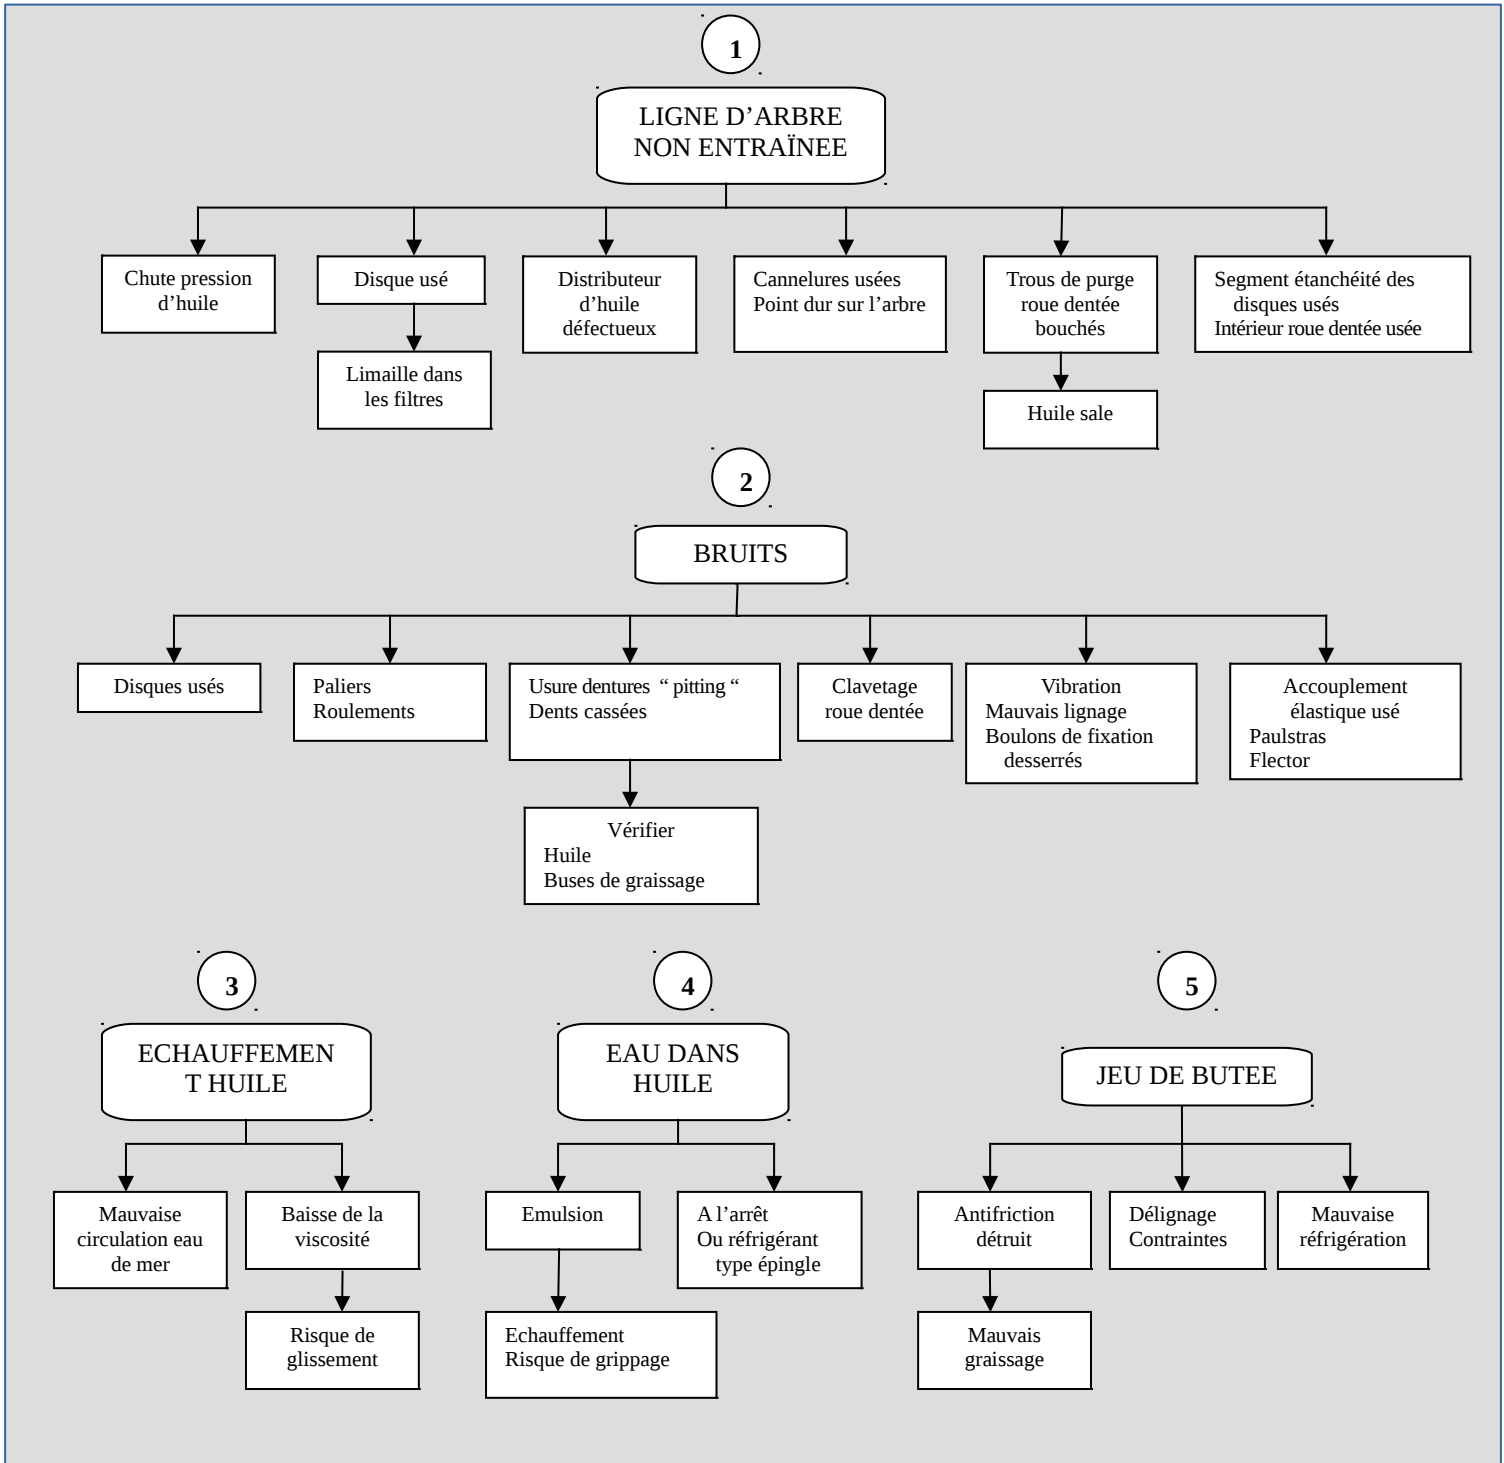 1
LIGNE D’ARBRE
NON ENTRAÏNEE
Chute pression
d’huile
Disque usé
Limaille dans
les filtres
Distributeur
d’huile
défectueux
Cannelures usées
Point dur sur l’arbre
Trous de purge
roue dentée
bouchés
Huile sale
Segment étanchéité des
disques usés
Intérieur roue dentée usée
2
BRUITS
Disques usés
Paliers
Roulements
Usure dentures “ pitting “
Dents cassées
Vérifier
Huile
Buses de graissage
Clavetage
roue dentée
Vibration
Mauvais lignage
Boulons de fixation
desserrés
Accouplement
élastique usé
Paulstras
Flector
3
ECHAUFFEMEN
T HUILE
Mauvaise
circulation eau
de mer
Baisse de la
viscosité
Risque de
glissement
4
EAU DANS
HUILE
Emulsion
Echauffement
Risque de grippage
A l’arrêt
Ou réfrigérant
type épingle
5
JEU DE BUTEE
Antifriction
détruit
Mauvais
graissage
Délignage
Contraintes
Mauvaise
réfrigération